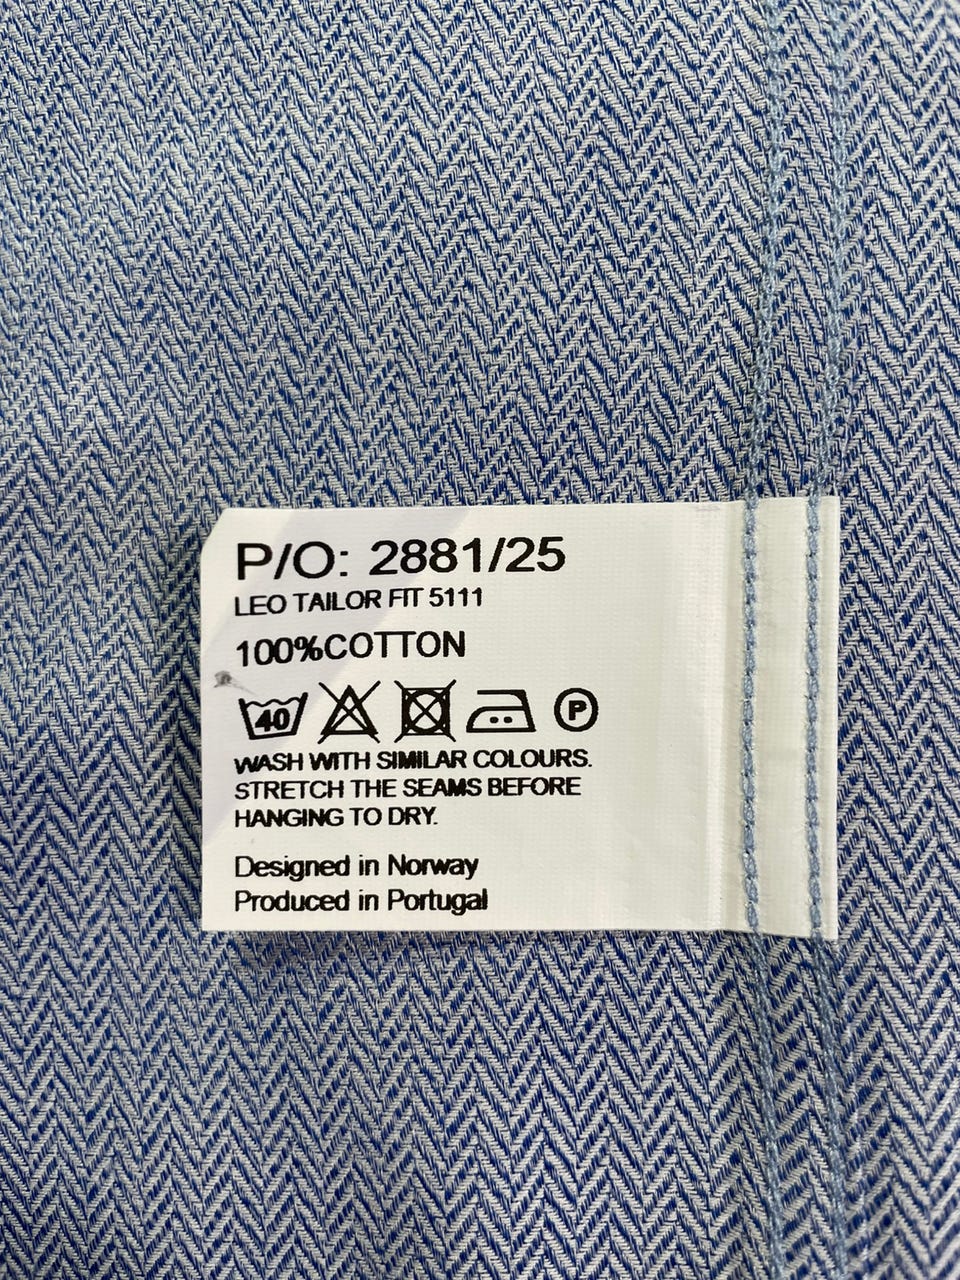 P/O: 2881/25
LEO TAILOR FIT 5111
100%COTTON
40 P
WASH WITH SIMILAR COLOURS.
STRETCH THE SEAMS BEFORE
HANGING TO DRY.
Designed in Norway
Produced in Portugal